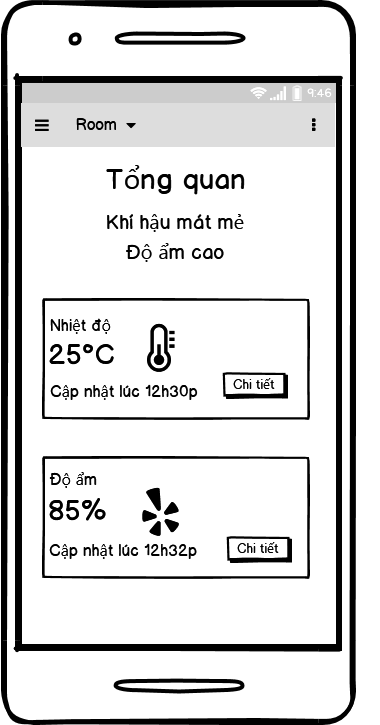 9:46
Room
Tổng quan
Khí hậu mát mẻ
Độ ẩm cao
Nhiệt độ
25°C
Cập nhật lúc 12h30p
Chi tiết
Độ ẩm
85%
Cập nhật lúc 12h32p
Chi tiết